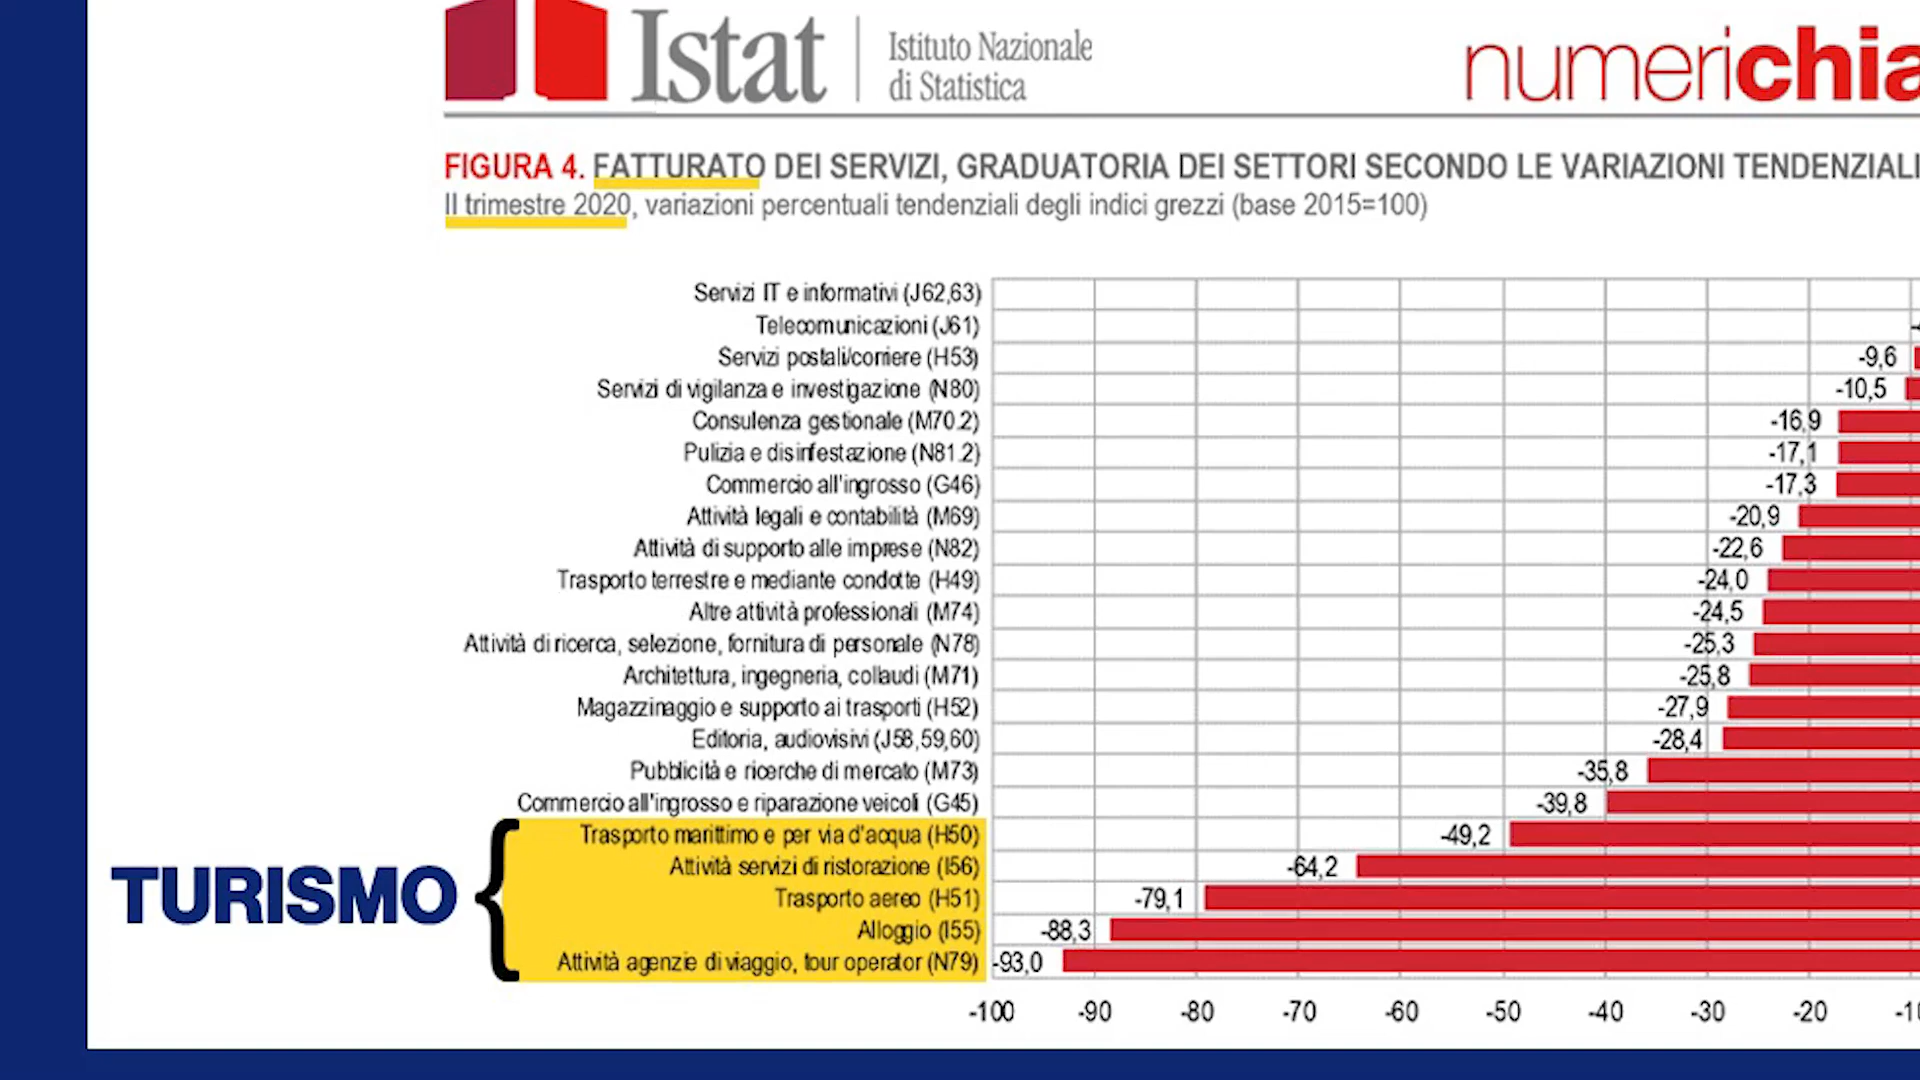 Istat
Istituto Nazionale
di Statistica
numerichia
FIGURA 4. FATTURATO DEI SERVIZI, GRADUATORIA DEI SETTORI SECONDO LE VARIAZIONI TENDENZIALI
II trimestre 2020, variazioni percentuali tendenziali degli indici grezzi (base 2015=100)
Servizi IT e informativi (J62,63)
Telecomunicazioni (J61)
Servizi postali/corriere (H53) -9,6
Servizi di vigilanza e investigazione (N80) -10,5
Consulenza gestionale (M70.2) -16,9
Pulizia e disinfestazione (N81.2) -17,1
Commercio all'ingrosso (G46) -17,3
Attività legali e contabilità (M69) -20,9
Attività di supporto alle imprese (N82) -22,6
Trasporto terrestre e mediante condotte (H49) -24,0
Altre attività professionali (M74) -24,5
Attività di ricerca, selezione, fornitura di personale (N78) -25,3
Architettura, ingegneria, collaudi (M71) -25,8
Magazzinaggio e supporto ai trasporti (H52) -27,9
Editoria, audiovisivi (J58,59,60) -28,4
Pubblicità e ricerche di mercato (M73) -35,8
Commercio all'ingrosso e riparazione veicoli (G45) -39,8
Trasporto marittimo e per via d'acqua (H50) -49,2
Attività servizi di ristorazione (I56) -64,2
TURISMO
Trasporto aereo (H51) -79,1
Alloggio (I55) -88,3
Attività agenzie di viaggio, tour operator (N79) -93,0
-100 -90 -80 -70 -60 -50 -40 -30 -20